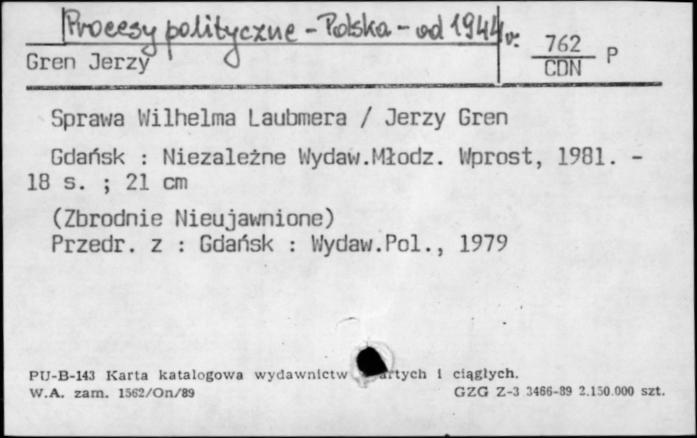 Procesy polityczne - Polska - od 1944 r.
762
CDN P
Gren Jerzy
Sprawa Wilhelma Laubmera / Jerzy Gren
Gdańsk : Niezależne Wydaw.Młodz. Wprost, 1981. -
18 s. ; 21 cm
(Zbrodnie Nieujawnione)
Przedr. z : Gdańsk : Wydaw.Pol., 1979
PU-B-143 Karta katalogowa wydawnictw artych i ciągłych.
W.A. zam. 1562/On/89 GZG Z-3 3466-89 2.150.000 szt.